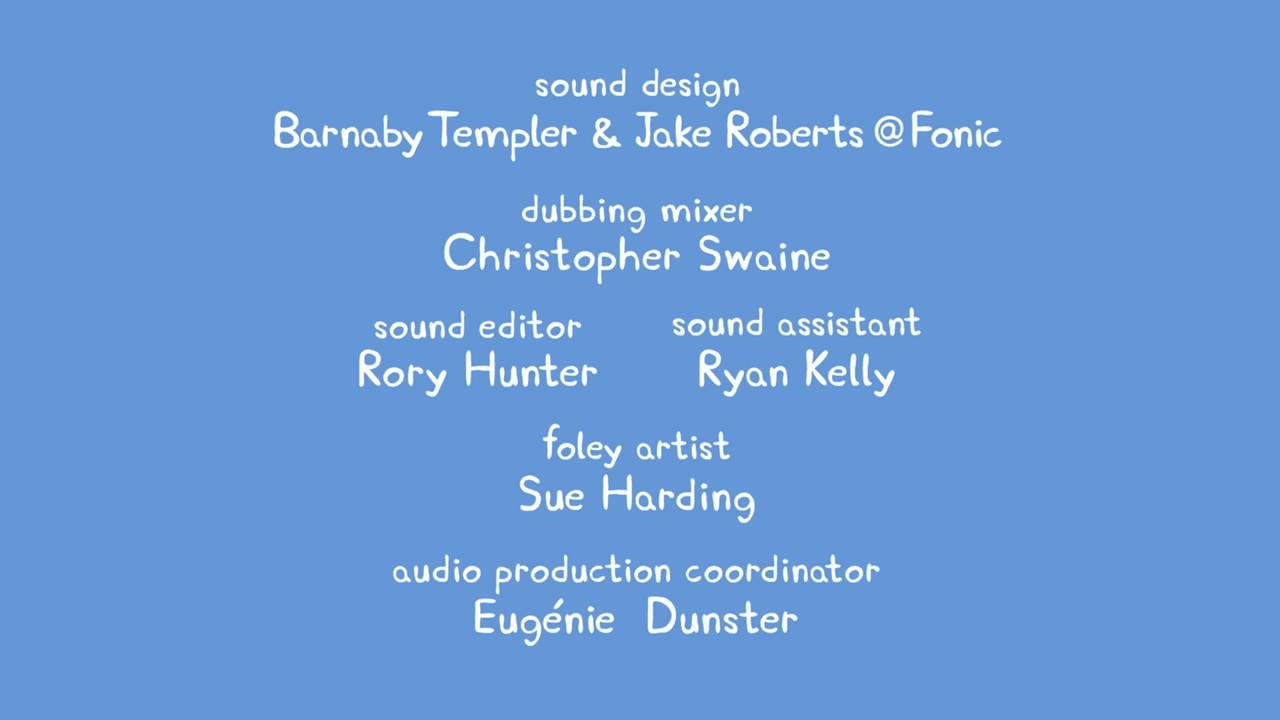 sound design
Barnaby Templer & Jake Roberts @ Fonic
dubbing mixer
Christopher Swaine
sound editor
Rory Hunter
sound assistant
Ryan Kelly
foley artist
Sue Harding
audio production coordinator
Eugénie Dunster